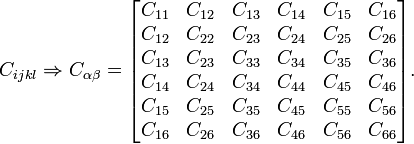 C_{ijkl} ⇒ C_{αβ} = [
C_{11} C_{12} C_{13} C_{14} C_{15} C_{16}
C_{12} C_{22} C_{23} C_{24} C_{25} C_{26}
C_{13} C_{23} C_{33} C_{34} C_{35} C_{36}
C_{14} C_{24} C_{34} C_{44} C_{45} C_{46}
C_{15} C_{25} C_{35} C_{45} C_{55} C_{56}
C_{16} C_{26} C_{36} C_{46} C_{56} C_{66}
].